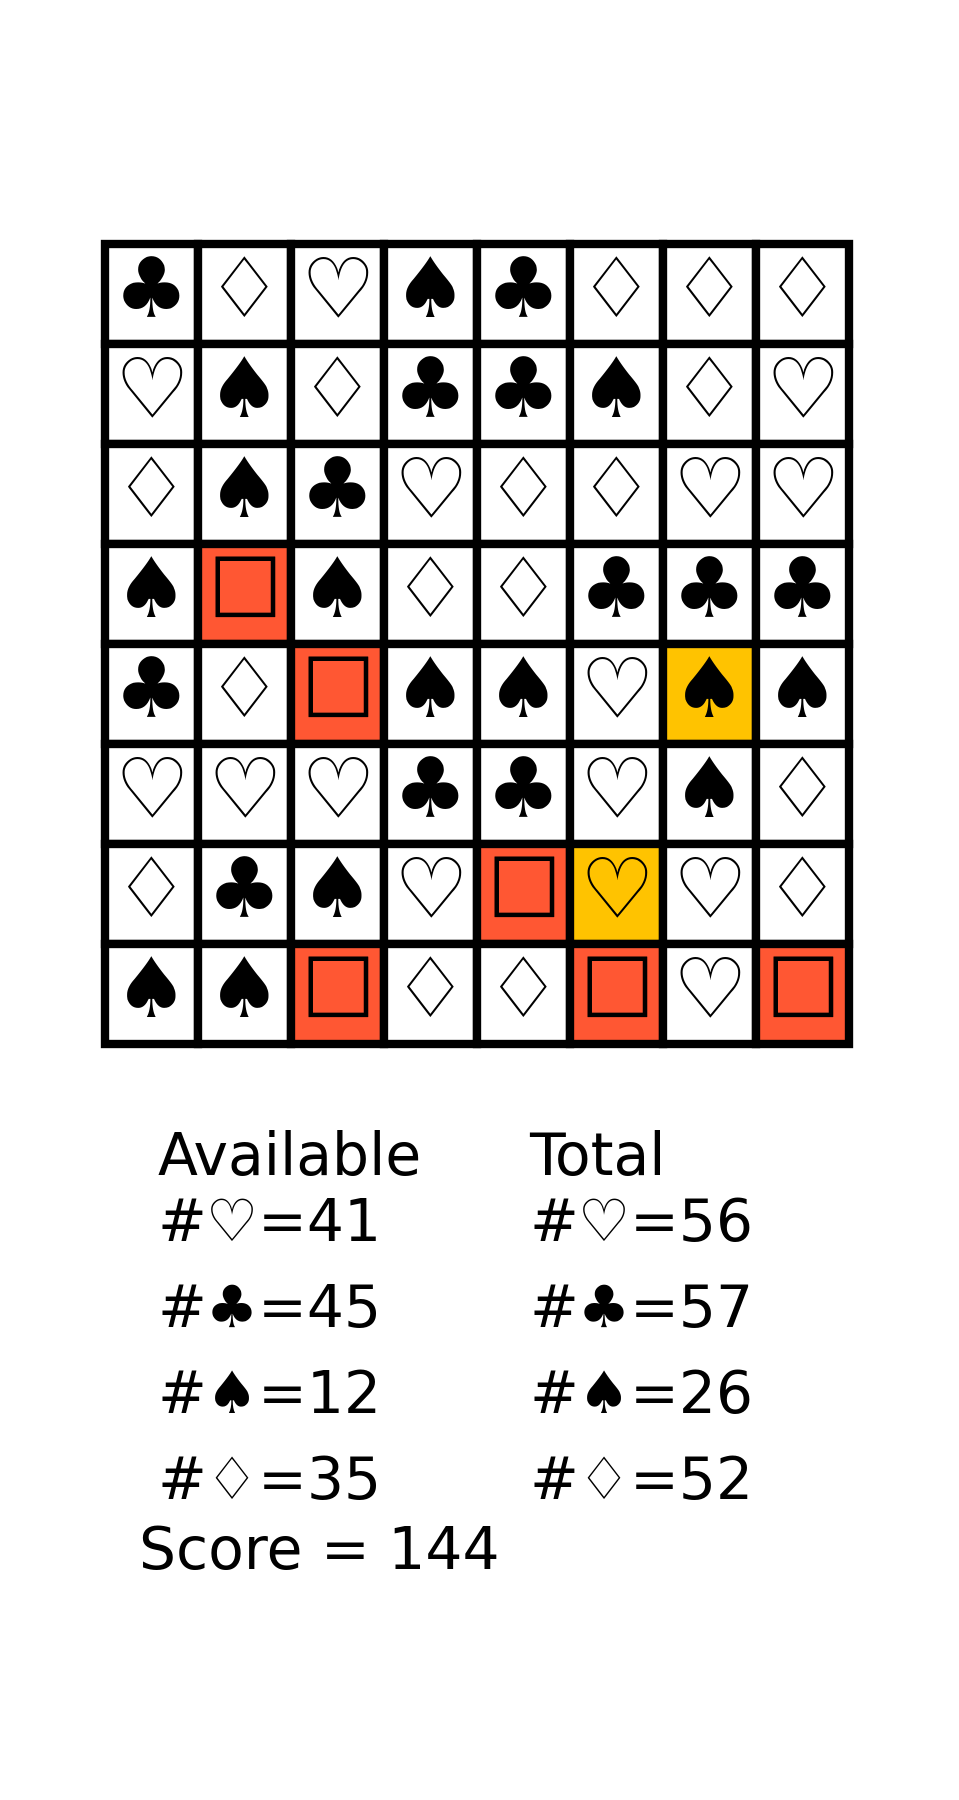 ♣ ♢ ♡ ♠ ♣ ♢ ♢ ♢
♡ ♠ ♢ ♣ ♣ ♠ ♢ ♡
♢ ♠ ♣ ♡ ♢ ♢ ♡ ♡
♠ □ ♠ ♢ ♢ ♣ ♣ ♣
♣ ♢ □ ♠ ♠ ♡ ♠ ♠
♡ ♡ ♡ ♣ ♣ ♡ ♠ ♢
♢ ♣ ♠ ♡ □ ♡ ♡ ♢
♠ ♠ □ ♢ ♢ □ ♡ □
Available Total
#♡=41 #♡=56
#♣=45 #♣=57
#♠=12 #♠=26
#♢=35 #♢=52
Score = 144